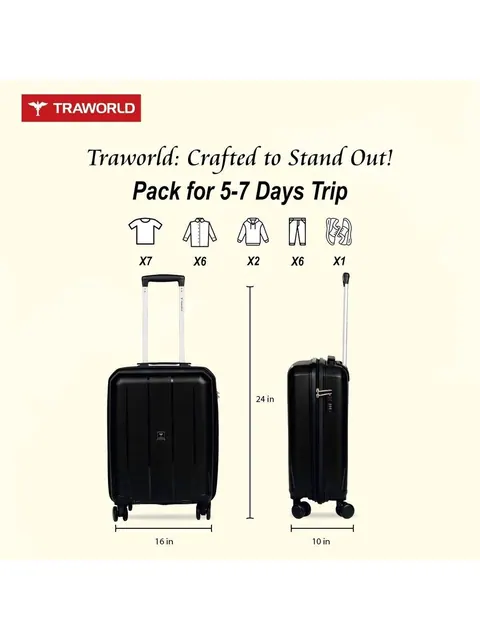 TRAWORLD
Traworld: Crafted to Stand Out!
Pack for 5-7 Days Trip
X7 X6 X2 X6 X1
24 in
16 in 10 in